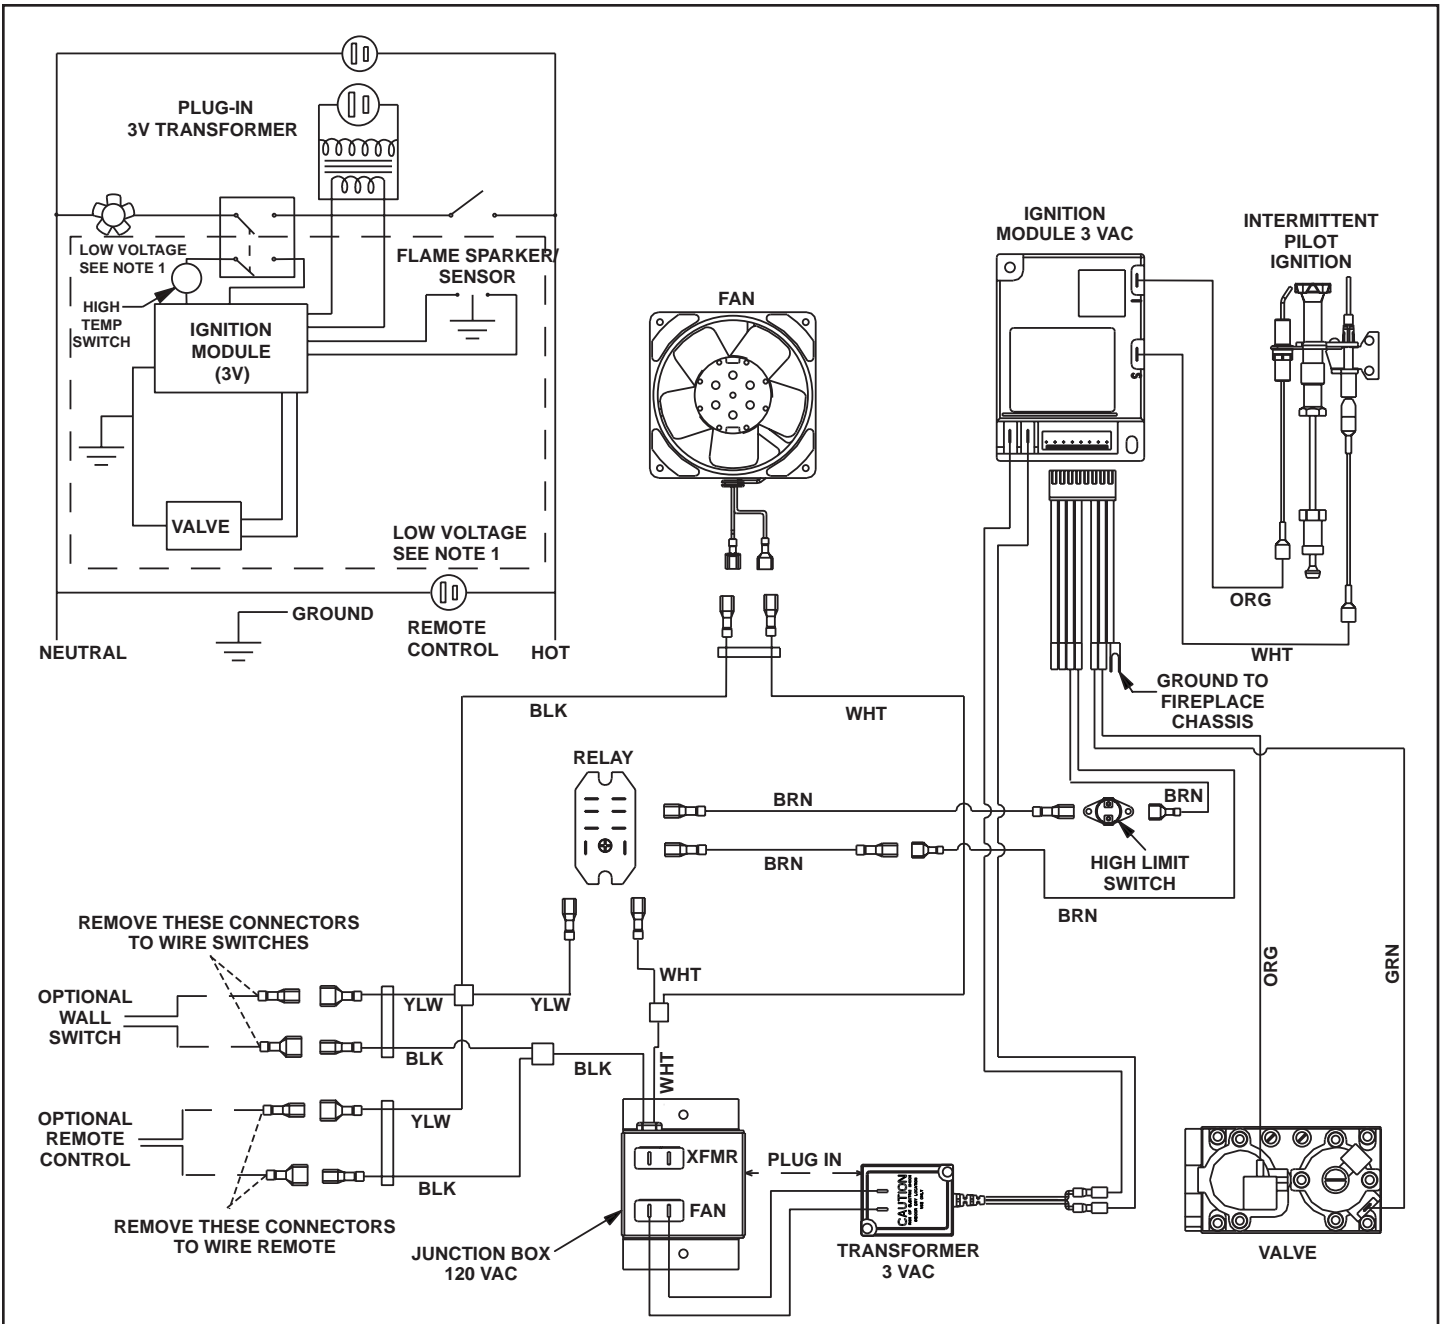 PLUG-IN
3V TRANSFORMER
LOW VOLTAGE
SEE NOTE 1
FLAME SPARKER/
SENSOR
HIGH
TEMP
SWITCH
IGNITION
MODULE
(3V)
VALVE
LOW VOLTAGE
SEE NOTE 1
GROUND
NEUTRAL
REMOTE
CONTROL
HOT
FAN
IGNITION
MODULE 3 VAC
I
S
INTERMITTENT
PILOT
IGNITION
ORG
WHT
GROUND TO
FIREPLACE
CHASSIS
BLK
WHT
RELAY
BRN
BRN
BRN
HIGH LIMIT
SWITCH
BRN
ORG
GRN
REMOVE THESE CONNECTORS
TO WIRE SWITCHES
OPTIONAL
WALL
SWITCH
YLW
YLW
WHT
BLK
BLK
WHT
OPTIONAL
REMOTE
CONTROL
YLW
BLK
REMOVE THESE CONNECTORS
TO WIRE REMOTE
XFMR
FAN
PLUG IN
JUNCTION BOX
120 VAC
CAUTION
TRANSFORMER
3 VAC
VALVE